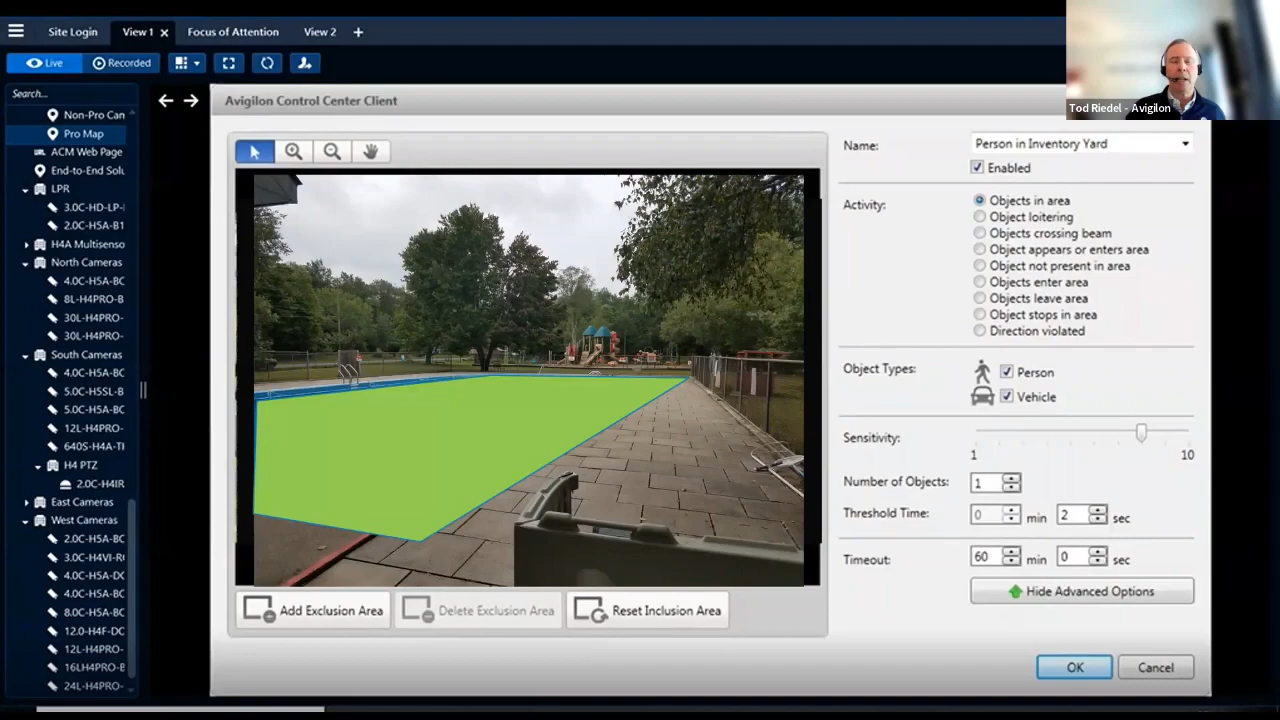 Site Login
View 1
Focus of Attention
View 2
Live
Recorded
Search...
Non-Pro Can
Pro Map
ACM Web Page
End-to-End Solu
LPR
3.0C-HD-LP-
2.0C-H5A-B1
H4A Multisenso
North Cameras
4.0C-H5A-BC
8L-H4PRO-B
30L-H4PRO-
30L-H4PRO-
South Cameras
4.0C-H5A-BC
5.0C-H5SL-B
5.0C-H5A-BC
12L-H4PRO-
640S-H4A-TH
H4 PTZ
2.0C-H4IR
East Cameras
West Cameras
2.0C-H5A-BC
3.0C-H4VI-R
4.0C-H5A-DC
4.0C-H5A-BC
8.0C-H5A-BC
12.0-H4F-DC
12L-H4PRO-
16LH4PRO-B
24L-H4PRO-
Avigilon Control Center Client
Add Exclusion Area
Delete Exclusion Area
Reset Inclusion Area
Name:
Person in Inventory Yard
Enabled
Activity:
Objects in area
Object loitering
Objects crossing beam
Object appears or enters area
Object not present in area
Objects enter area
Objects leave area
Object stops in area
Direction violated
Object Types:
Person
Vehicle
Sensitivity:
1 10
Number of Objects:
1
Threshold Time:
0 min 2 sec
Timeout:
60 min 0 sec
Hide Advanced Options
OK
Cancel
Tod Riedel - Avigilon